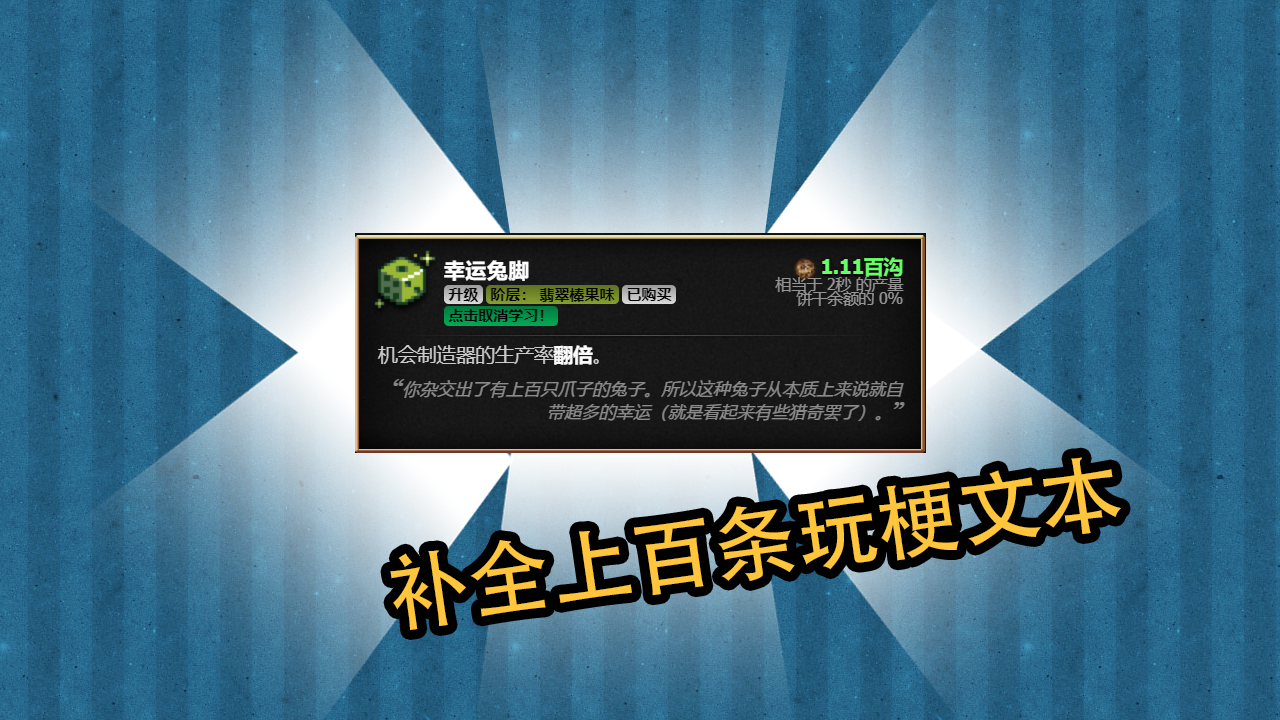 幸运兔脚
1.11百沟
升级 阶层： 翡翠榛果味 已购买
相当于 2秒 的产量
饼干余额的 0%
点击取消学习！
机会制造器的生产率翻倍。
“你杂交出了有上百只爪子的兔子。所以这种兔子从本质上来说就自
带超多的幸运（就是看起来有些猎奇罢了）。”
补全上百条玩梗文本